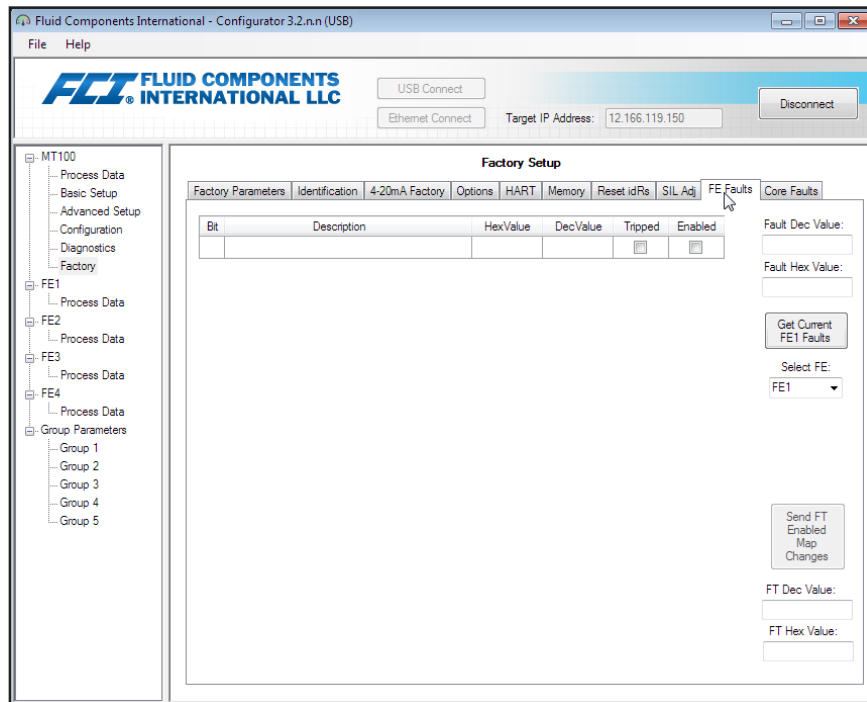 Fluid Components International - Configurator 3.2.n.n (USB)
File Help
FCI® FLUID COMPONENTS
INTERNATIONAL LLC
USB Connect
Ethernet Connect
Target IP Address:
12.166.119.150
Disconnect
MT100
Process Data
Basic Setup
Advanced Setup
Configuration
Diagnostics
Factory
FE1
Process Data
FE2
Process Data
FE3
Process Data
FE4
Process Data
Group Parameters
Group 1
Group 2
Group 3
Group 4
Group 5
Factory Setup
Factory Parameters Identification 4-20mA Factory Options HART Memory Reset idRs SIL Adj FE Faults Core Faults
Bit Description HexValue DecValue Tripped Enabled
Fault Dec Value:
Fault Hex Value:
Get Current
FE1 Faults
Select FE:
FE1
Send FT
Enabled
Map
Changes
FT Dec Value:
FT Hex Value: